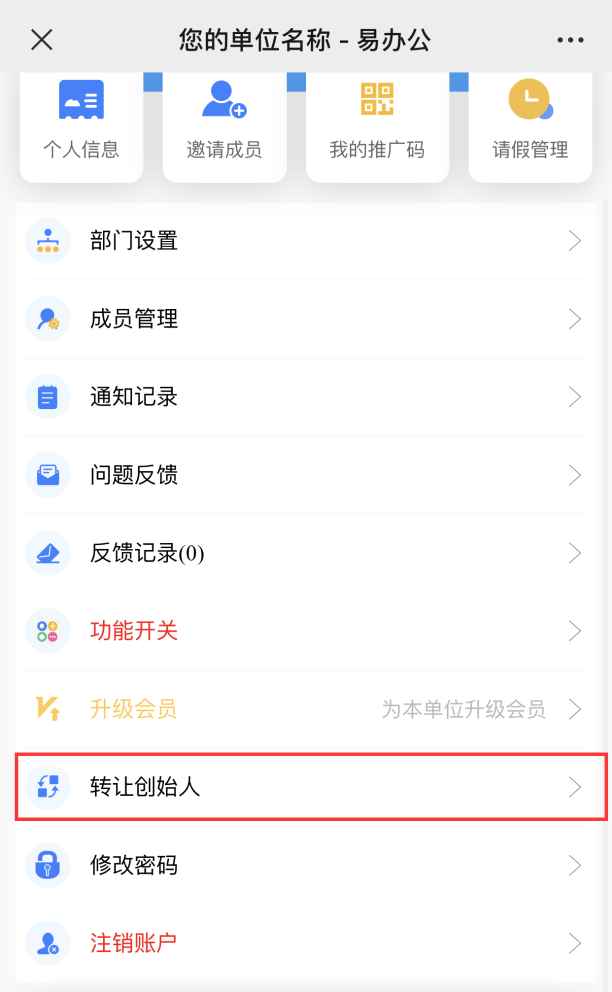 您的单位名称 - 易办公
个人信息 邀请成员 我的推广码 请假管理
部门设置
成员管理
通知记录
问题反馈
反馈记录(0)
功能开关
升级会员 为本单位升级会员
转让创始人
修改密码
注销账户